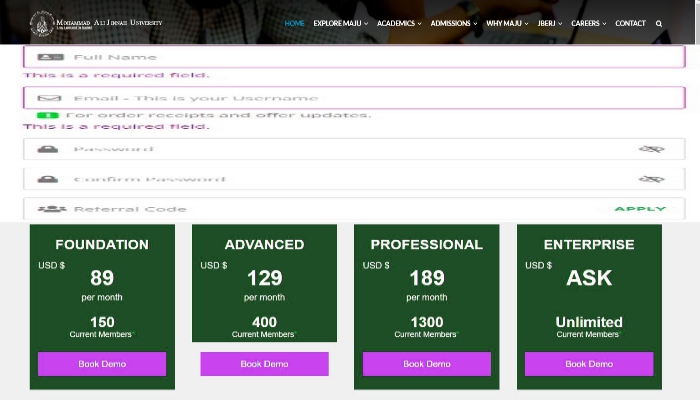 Mohammad Ali Jinnah University
HOME EXPLORE MAJU ACADEMICS ADMISSIONS WHY MAJU JBERJ CAREERS CONTACT
Full Name
This is a required field.
Email - This is your Username
For order receipts and offer updates.
This is a required field.
Password
Confirm Password
Referral Code APPLY
FOUNDATION ADVANCED PROFESSIONAL ENTERPRISE
USD $ USD $ USD $ USD $
89 129 189 ASK
per month per month per month
150 400 1300 Unlimited
Current Members* Current Members* Current Members* Current Members*
Book Demo Book Demo Book Demo Book Demo